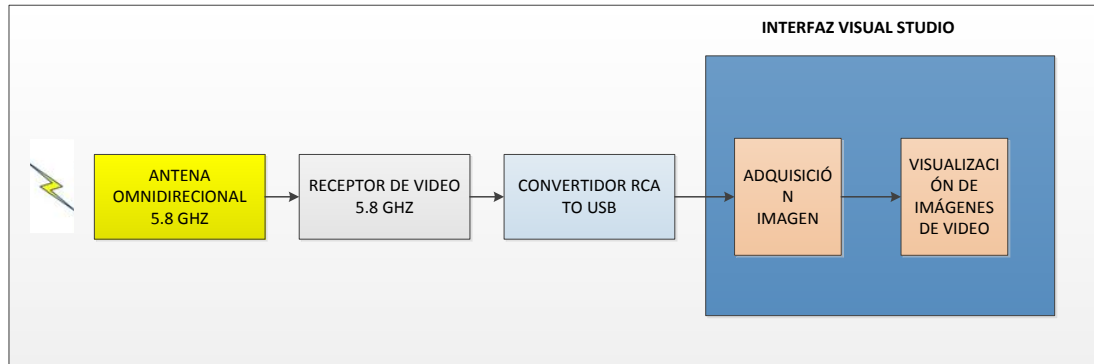 INTERFAZ VISUAL STUDIO
ANTENA
OMNIDIRECIONAL
5.8 GHZ
RECEPTOR DE VIDEO
5.8 GHZ
CONVERTIDOR RCA
TO USB
ADQUISICIÓ
N
IMAGEN
VISUALIZACI
ÓN DE
IMÁGENES
DE VIDEO